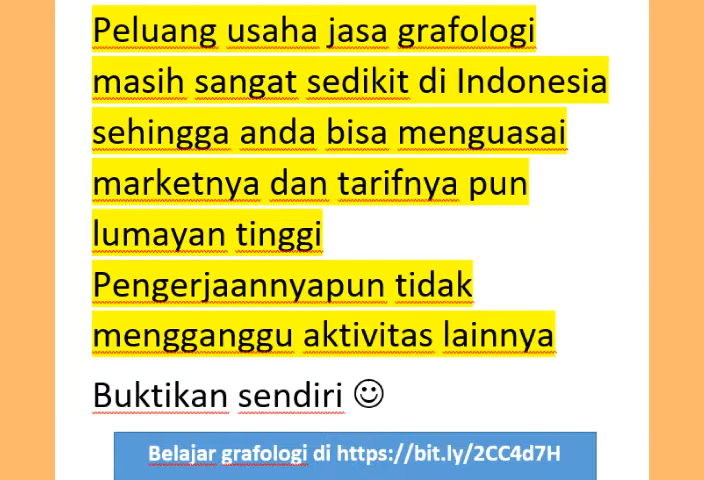 Peluang usaha jasa grafologi
masih sangat sedikit di Indonesia
sehingga anda bisa menguasai
marketnya dan tarifnya pun
lumayan tinggi
Pengerjaannyapun tidak
mengganggu aktivitas lainnya
Buktikan sendiri ☺
Belajar grafologi di https://bit.ly/2CC4d7H